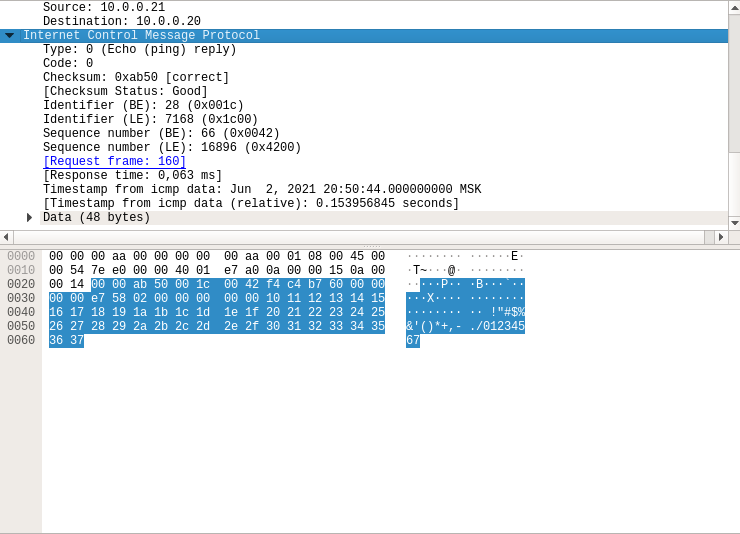 Source: 10.0.0.21
Destination: 10.0.0.20
Internet Control Message Protocol
Type: 0 (Echo (ping) reply)
Code: 0
Checksum: 0xab50 [correct]
[Checksum Status: Good]
Identifier (BE): 28 (0x001c)
Identifier (LE): 7168 (0x1c00)
Sequence number (BE): 66 (0x0042)
Sequence number (LE): 16896 (0x4200)
[Request frame: 160]
[Response time: 0,063 ms]
Timestamp from icmp data: Jun  2, 2021 20:50:44.000000000 MSK
[Timestamp from icmp data (relative): 0.153956845 seconds]
Data (48 bytes)
0000 00 00 00 aa 00 00 00 00  00 aa 00 01 08 00 45 00 ········ ······E·
0010 00 54 7e e0 00 00 40 01  e7 a0 0a 00 00 15 0a 00 ·T~···@· ········
0020 00 14 00 00 ab 50 00 1c  00 42 f4 c4 b7 60 00 00 ·····P·· ·B···`··
0030 00 00 e7 58 02 00 00 00  00 00 10 11 12 13 14 15 ···X···· ········
0040 16 17 18 19 1a 1b 1c 1d  1e 1f 20 21 22 23 24 25 ········ ·· !"#$%
0050 26 27 28 29 2a 2b 2c 2d  2e 2f 30 31 32 33 34 35 &'()*+,- ./012345
0060 36 37 67